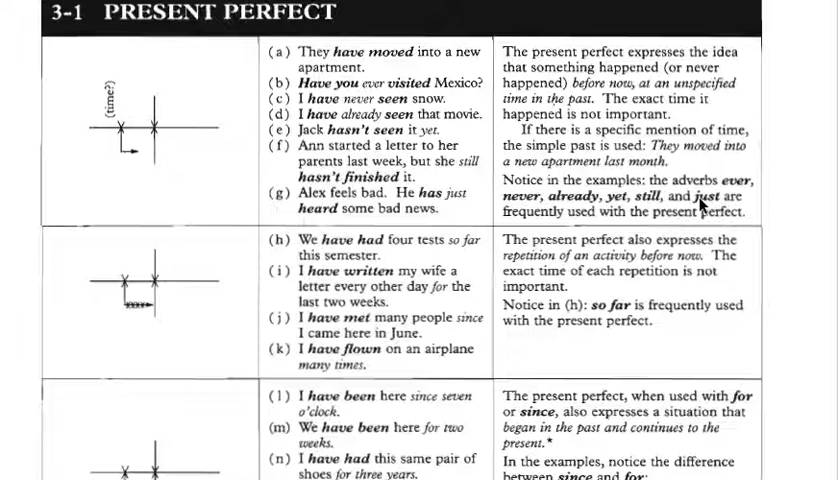 3-1 PRESENT PERFECT
(time?)
(a) They have moved into a new
apartment.
(b) Have you ever visited Mexico?
(c) I have never seen snow.
(d) I have already seen that movie.
(e) Jack hasn't seen it yet.
(f) Ann started a letter to her
parents last week, but she still
hasn't finished it.
(g) Alex feels bad. He has just
heard some bad news.
The present perfect expresses the idea
that something happened (or never
happened) before now, at an unspecified
time in the past. The exact time it
happened is not important.
If there is a specific mention of time,
the simple past is used: They moved into
a new apartment last month.
Notice in the examples: the adverbs ever,
never, already, yet, still, and just are
frequently used with the present perfect.
(h) We have had four tests so far
this semester.
(i) I have written my wife a
letter every other day for the
last two weeks.
(j) I have met many people since
I came here in June.
(k) I have flown on an airplane
many times.
The present perfect also expresses the
repetition of an activity before now. The
exact time of each repetition is not
important.
Notice in (h): so far is frequently used
with the present perfect.
(l) I have been here since seven
o'clock.
(m) We have been here for two
weeks.
(n) I have had this same pair of
shoes for three years.
The present perfect, when used with for
or since, also expresses a situation that
began in the past and continues to the
present.*
In the examples, notice the difference
between since and for: